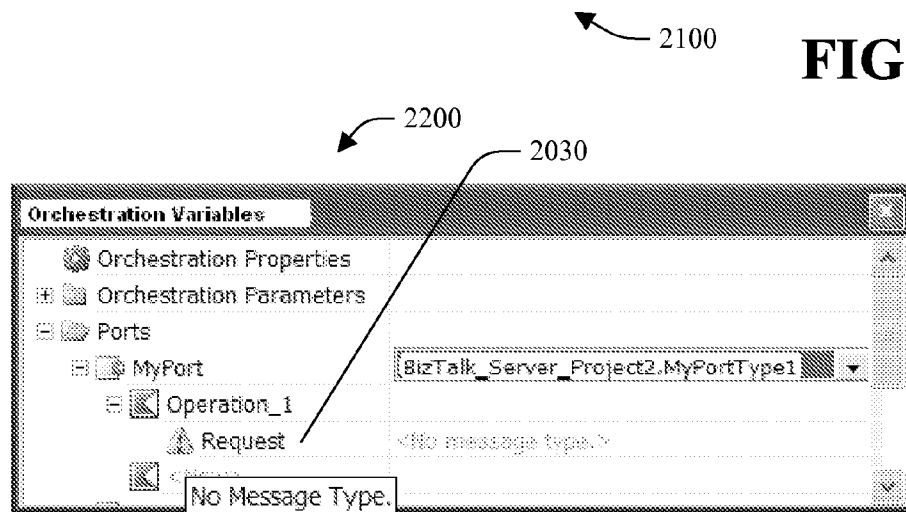 2100
FIG
2200
2030
Orchestration Variables
Orchestration Properties
Orchestration Parameters
Ports
MyPort BizTalk_Server_Project2.MyPortType1
Operation_1
Request <No message type.>
No Message Type.